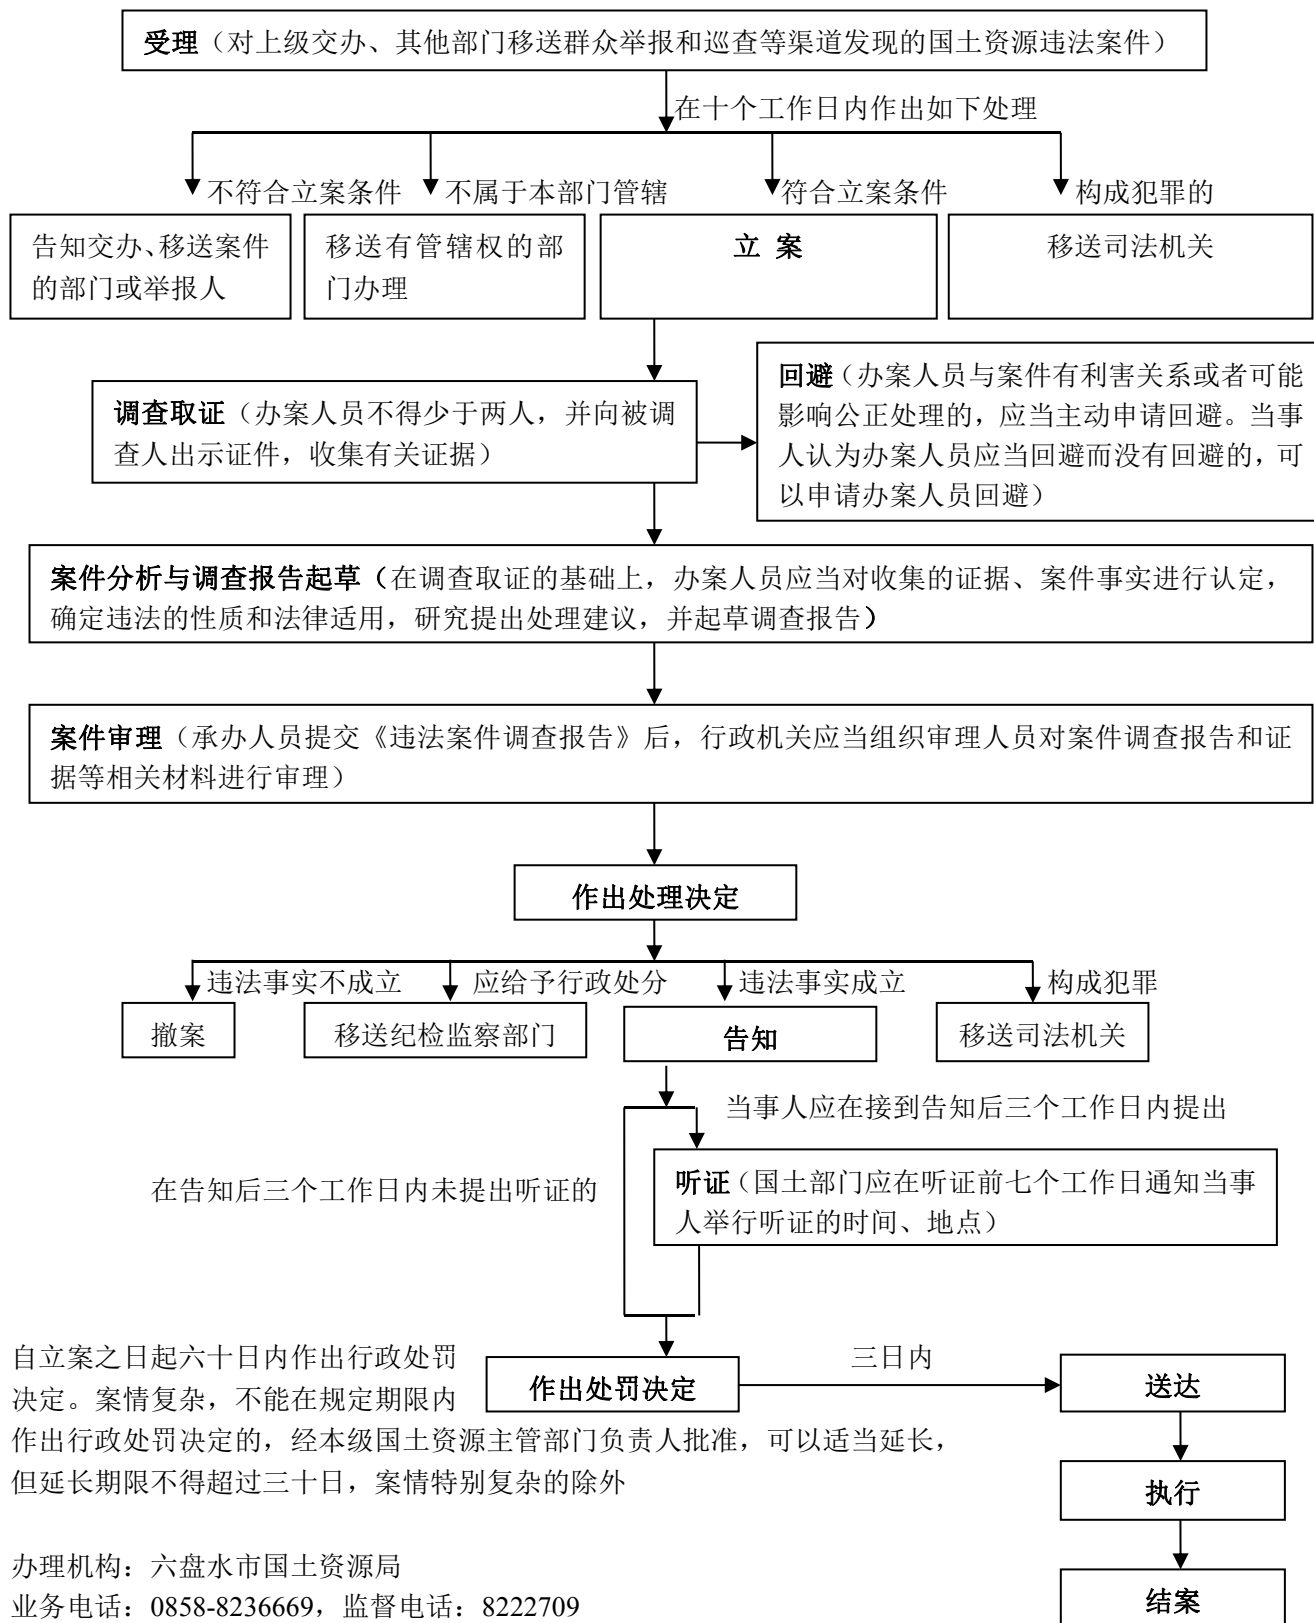 受理（对上级交办、其他部门移送群众举报和巡查等渠道发现的国土资源违法案件）
在十个工作日内作出如下处理
不符合立案条件
不属于本部门管辖
符合立案条件
构成犯罪的
告知交办、移送案件
的部门或举报人
移送有管辖权的部
门办理
立 案
移送司法机关
回避（办案人员与案件有利害关系或者可能
影响公正处理的，应当主动申请回避。当事
人认为办案人员应当回避而没有回避的，可
以申请办案人员回避）
调查取证（办案人员不得少于两人，并向被调
查人出示证件，收集有关证据）
案件分析与调查报告起草（在调查取证的基础上，办案人员应当对收集的证据、案件事实进行认定，
确定违法的性质和法律适用，研究提出处理建议，并起草调查报告）
案件审理（承办人员提交《违法案件调查报告》后，行政机关应当组织审理人员对案件调查报告和证
据等相关材料进行审理）
作出处理决定
违法事实不成立
应给予行政处分
违法事实成立
构成犯罪
撤案
移送纪检监察部门
告知
移送司法机关
当事人应在接到告知后三个工作日内提出
在告知后三个工作日内未提出听证的
听证（国土部门应在听证前七个工作日通知当事
人举行听证的时间、地点）
自立案之日起六十日内作出行政处罚
决定。案情复杂，不能在规定期限内
作出行政处罚决定的，经本级国土资源主管部门负责人批准，可以适当延长，
但延长期限不得超过三十日，案情特别复杂的除外
作出处罚决定
三日内
送达
执行
结案
办理机构：六盘水市国土资源局
业务电话：0858-8236669，监督电话：8222709